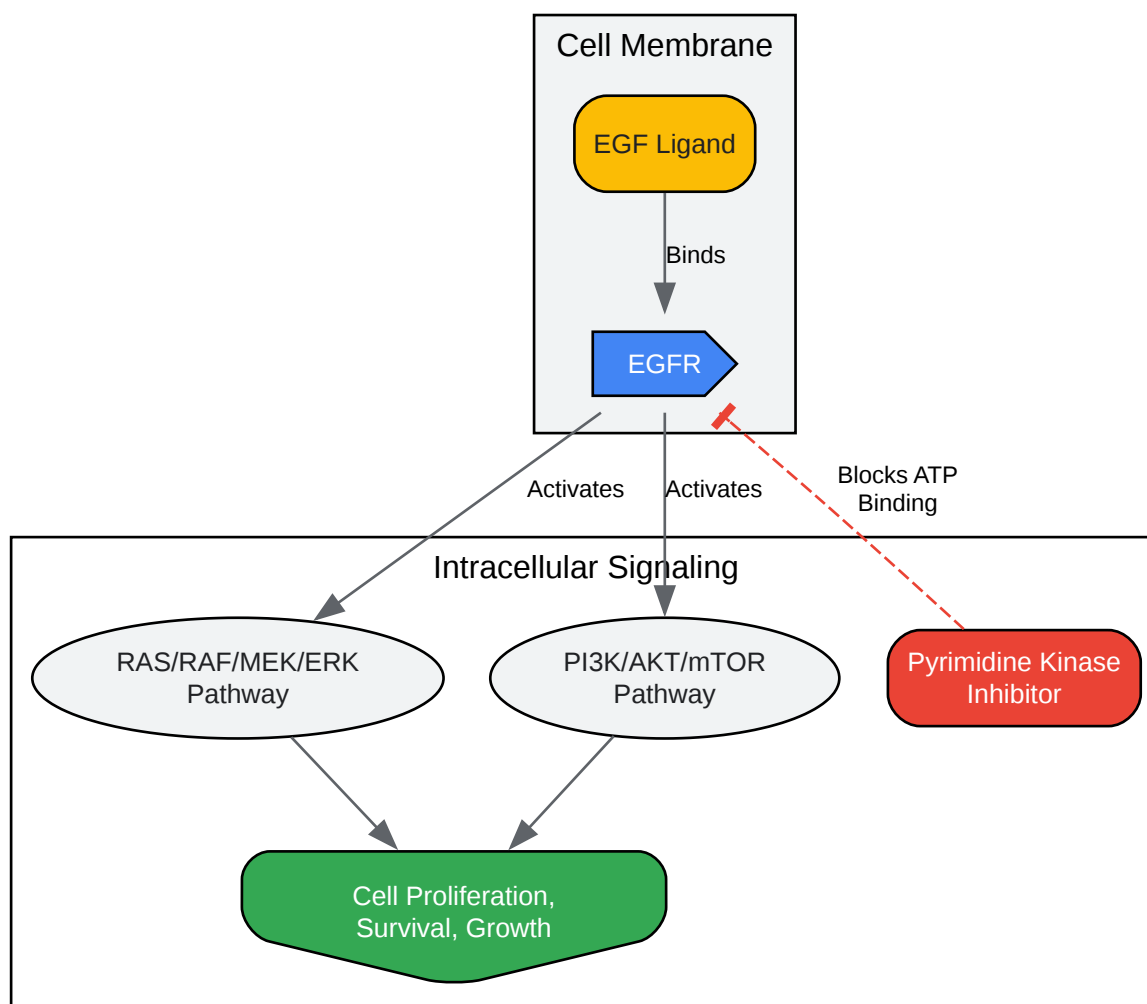 Cell Membrane
EGF Ligand
Binds
EGFR
Activates
Activates
Blocks ATP
Binding
Intracellular Signaling
RAS/RAF/MEK/ERK
Pathway
PI3K/AKT/mTOR
Pathway
Pyrimidine Kinase
Inhibitor
Cell Proliferation,
Survival, Growth